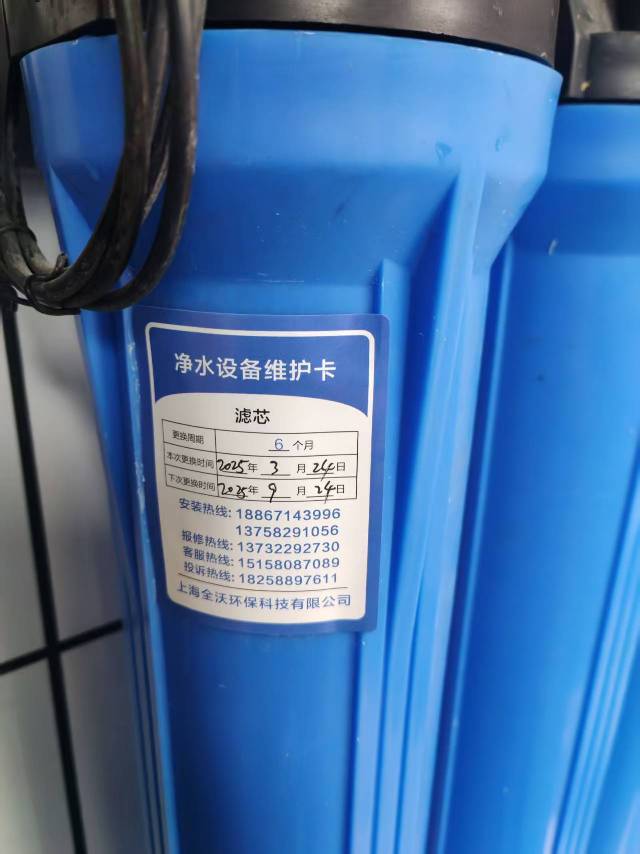 净水设备维护卡
滤芯
更换周期 6 个月
本次更换时间 2025年 3 月 24日
下次更换时间 2025年 9 月 24日
安装热线: 18867143996
13758291056
报修热线: 13732292730
客服热线: 15158087089
投诉热线: 18258897611
上海全沃环保科技有限公司